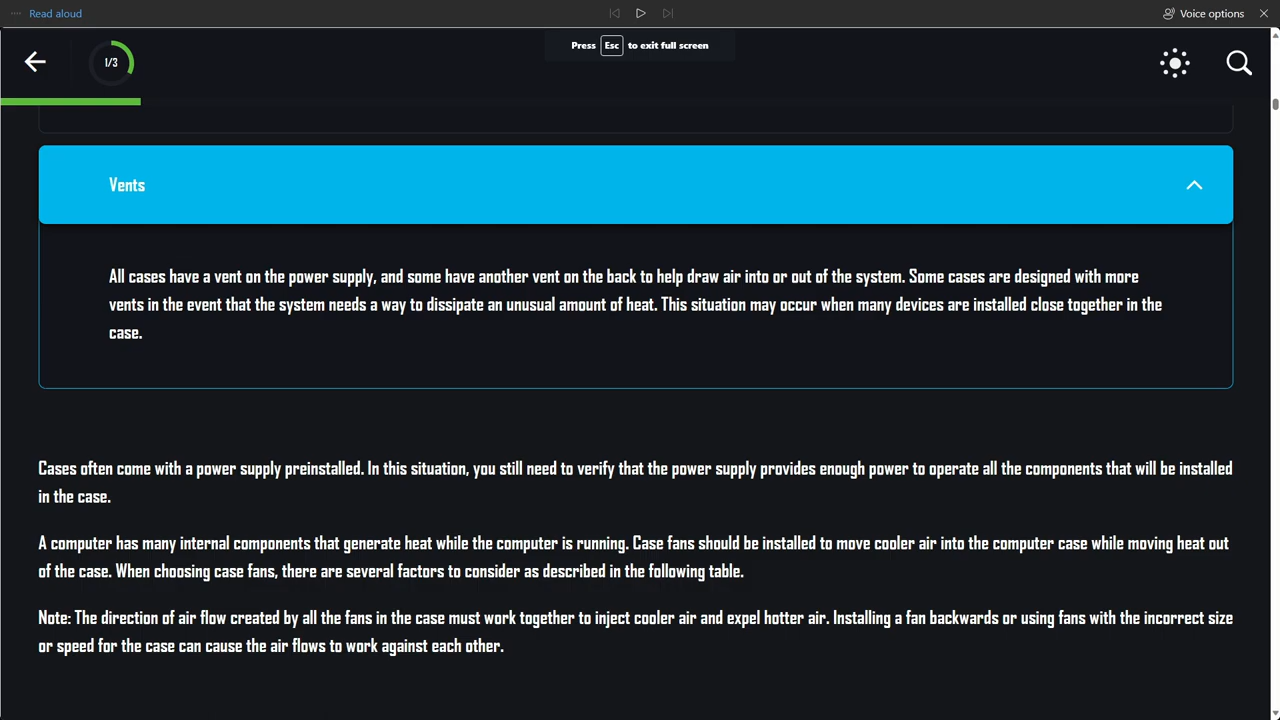 Read aloud
Voice options
Press Esc to exit full screen
1/3
Vents
All cases have a vent on the power supply, and some have another vent on the back to help draw air into or out of the system. Some cases are designed with more
vents in the event that the system needs a way to dissipate an unusual amount of heat. This situation may occur when many devices are installed close together in the
case.
Cases often come with a power supply preinstalled. In this situation, you still need to verify that the power supply provides enough power to operate all the components that will be installed
in the case.
A computer has many internal components that generate heat while the computer is running. Case fans should be installed to move cooler air into the computer case while moving heat out
of the case. When choosing case fans, there are several factors to consider as described in the following table.
Note: The direction of air flow created by all the fans in the case must work together to inject cooler air and expel hotter air. Installing a fan backwards or using fans with the incorrect size
or speed for the case can cause the air flows to work against each other.